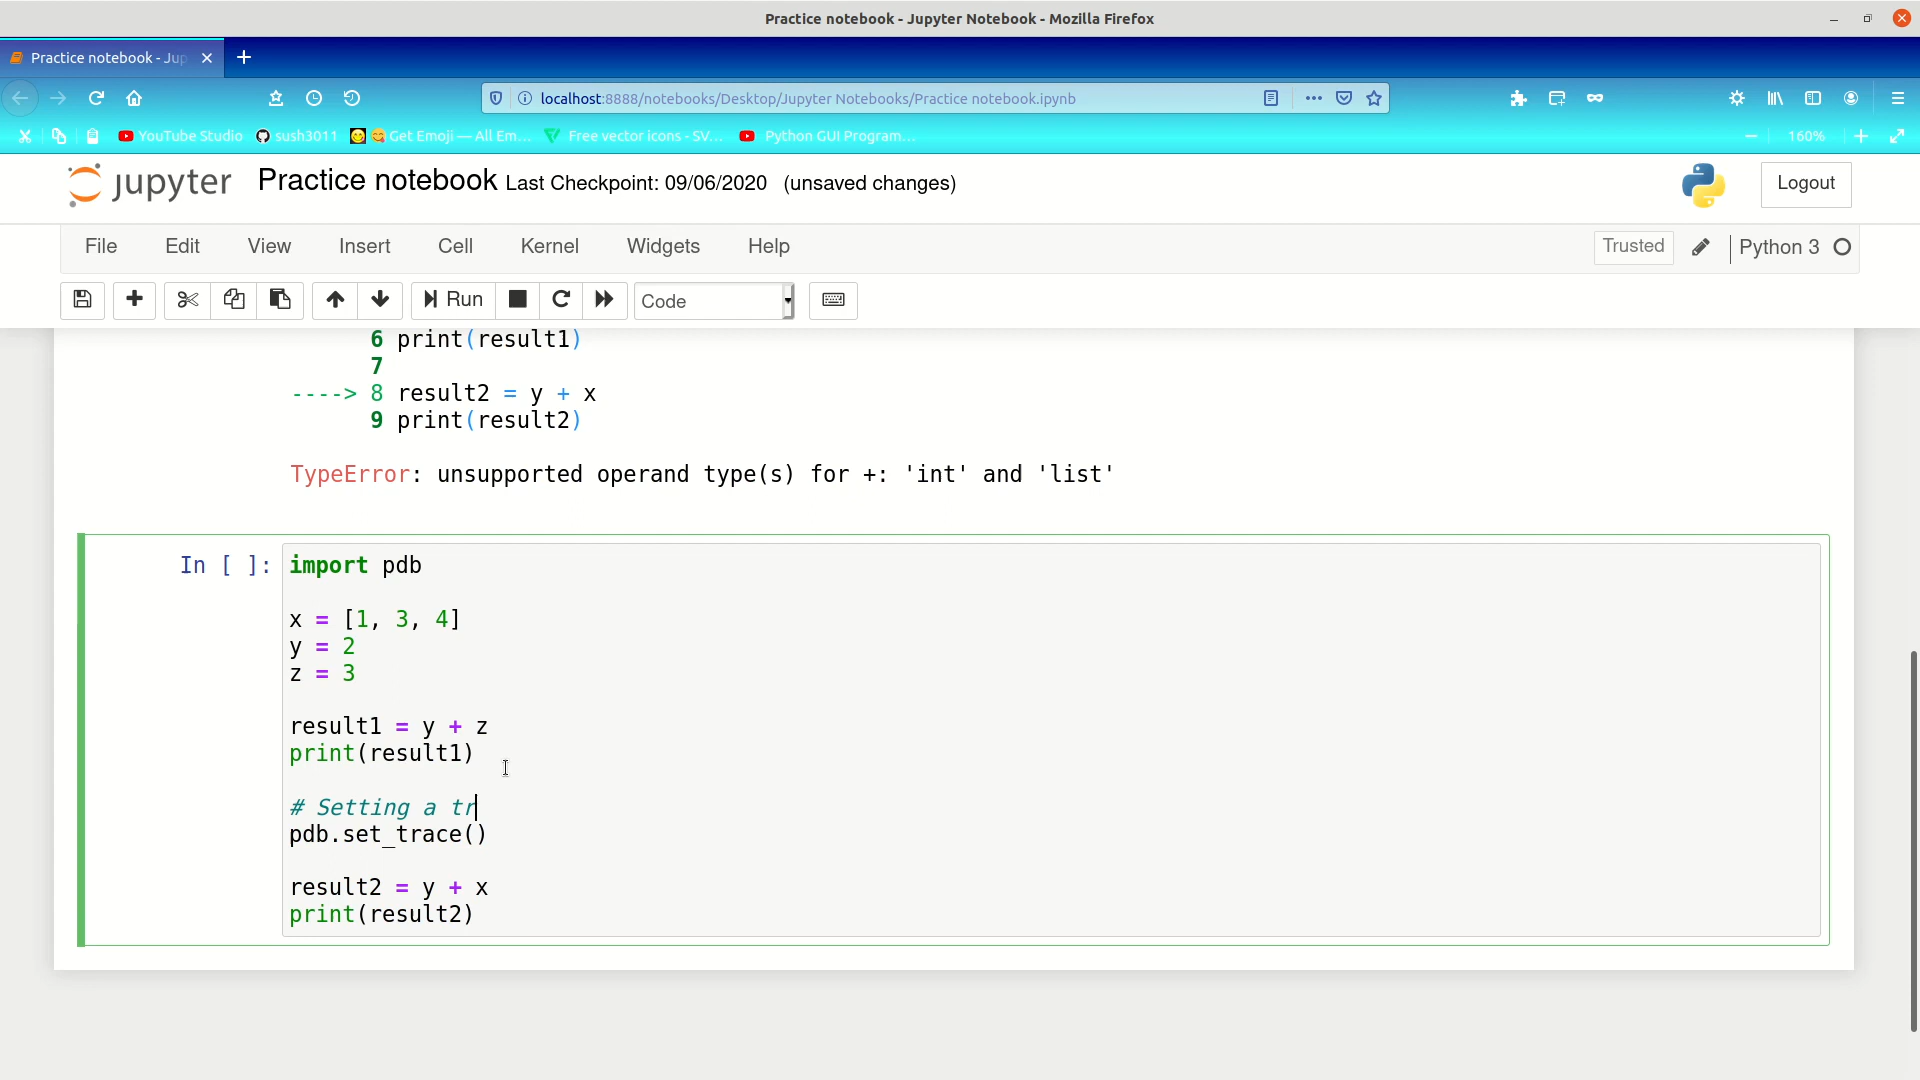 Practice notebook - Jupyter Notebook - Mozilla Firefox
Practice notebook - Jup
localhost:8888/notebooks/Desktop/Jupyter Notebooks/Practice notebook.ipynb
YouTube Studio sush3011 Get Emoji — All Em… Free vector icons - SV… Python GUI Program… 160%
jupyter Practice notebook Last Checkpoint: 09/06/2020 (unsaved changes) Logout
File Edit View Insert Cell Kernel Widgets Help Trusted Python 3
Run Code
6 print(result1)
7
----> 8 result2 = y + x
9 print(result2)
TypeError: unsupported operand type(s) for +: 'int' and 'list'
In [ ]: import pdb
x = [1, 3, 4]
y = 2
z = 3
result1 = y + z
print(result1)
# Setting a tr
pdb.set_trace()
result2 = y + x
print(result2)